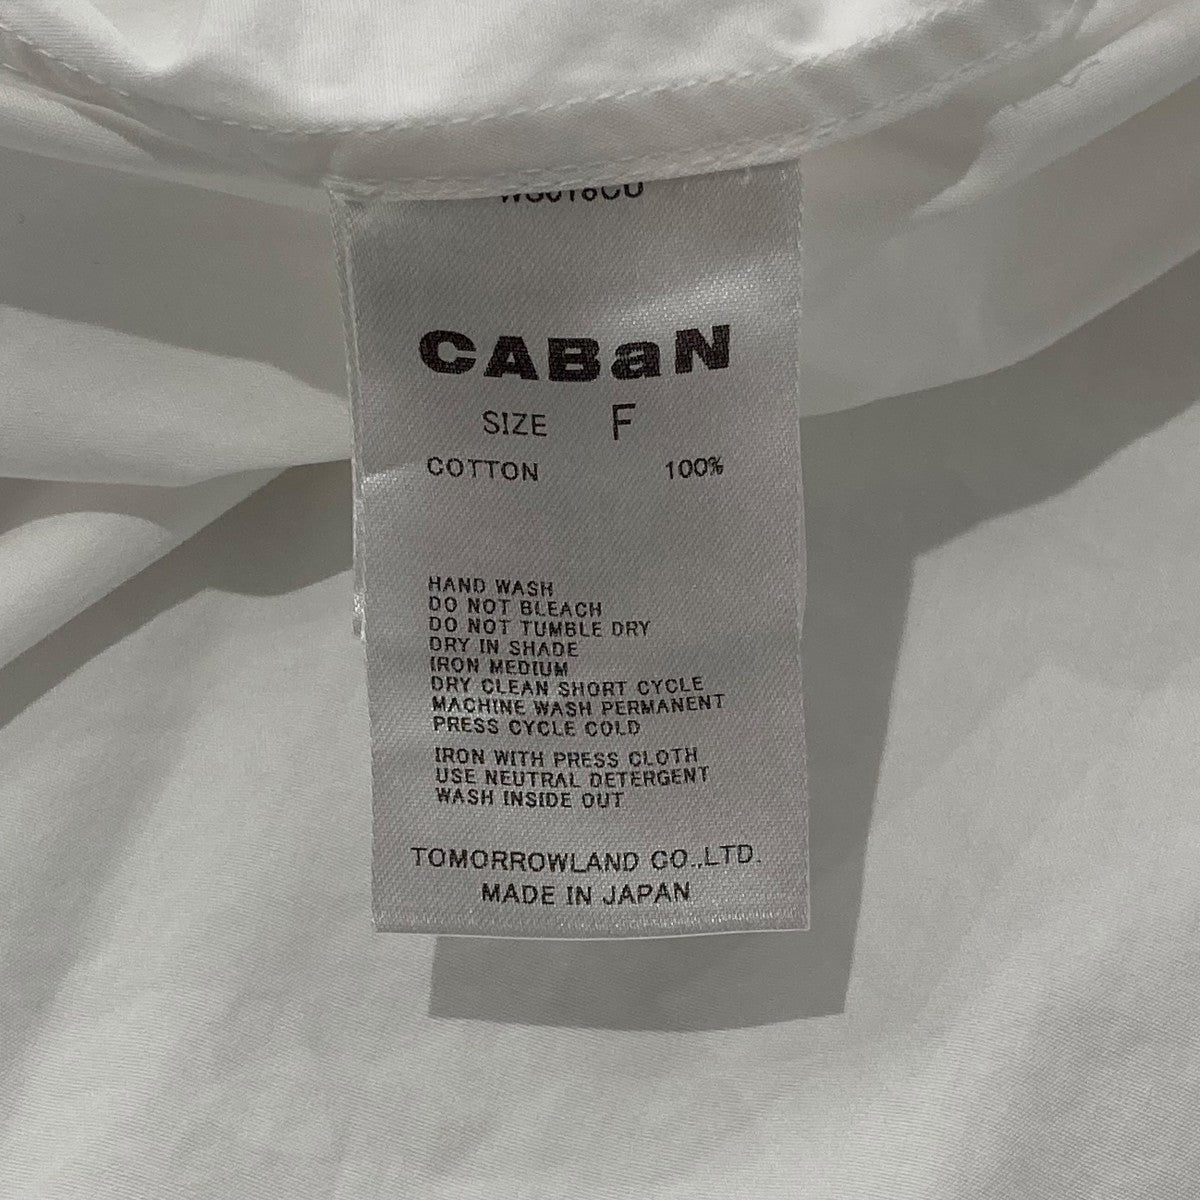 CABaN
SIZE F
COTTON 100%
HAND WASH
DO NOT BLEACH
DO NOT TUMBLE DRY
DRY IN SHADE
IRON MEDIUM
DRY CLEAN SHORT CYCLE
MACHINE WASH PERMANENT
PRESS CYCLE COLD
IRON WITH PRESS CLOTH
USE NEUTRAL DETERGENT
WASH INSIDE OUT
TOMORROWLAND CO.,LTD.
MADE IN JAPAN